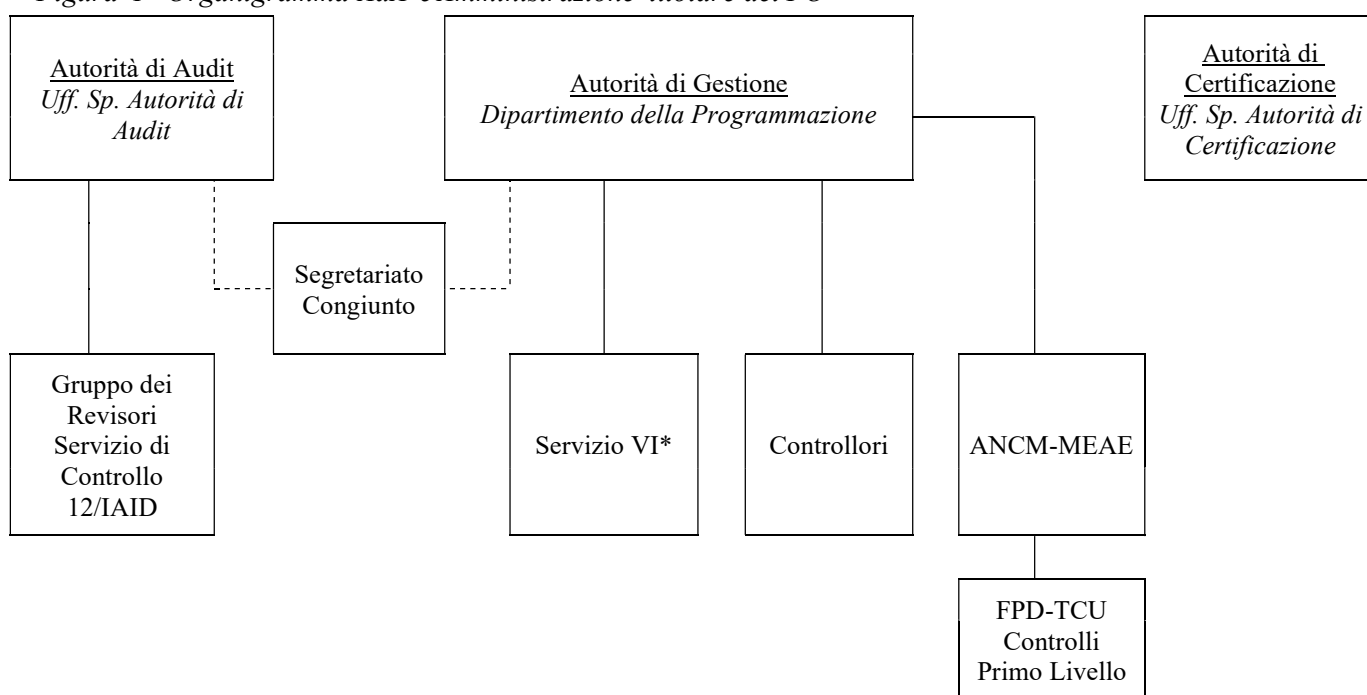 Autorità di Audit
Uff. Sp. Autorità di
Audit
Autorità di Gestione
Dipartimento della Programmazione
Autorità di
Certificazione
Uff. Sp. Autorità di
Certificazione
Segretariato
Congiunto
Gruppo dei
Revisori
Servizio di
Controllo
12/IAID
Servizio VI*
Controllori
ANCM-MEAE
FPD-TCU
Controlli
Primo Livello